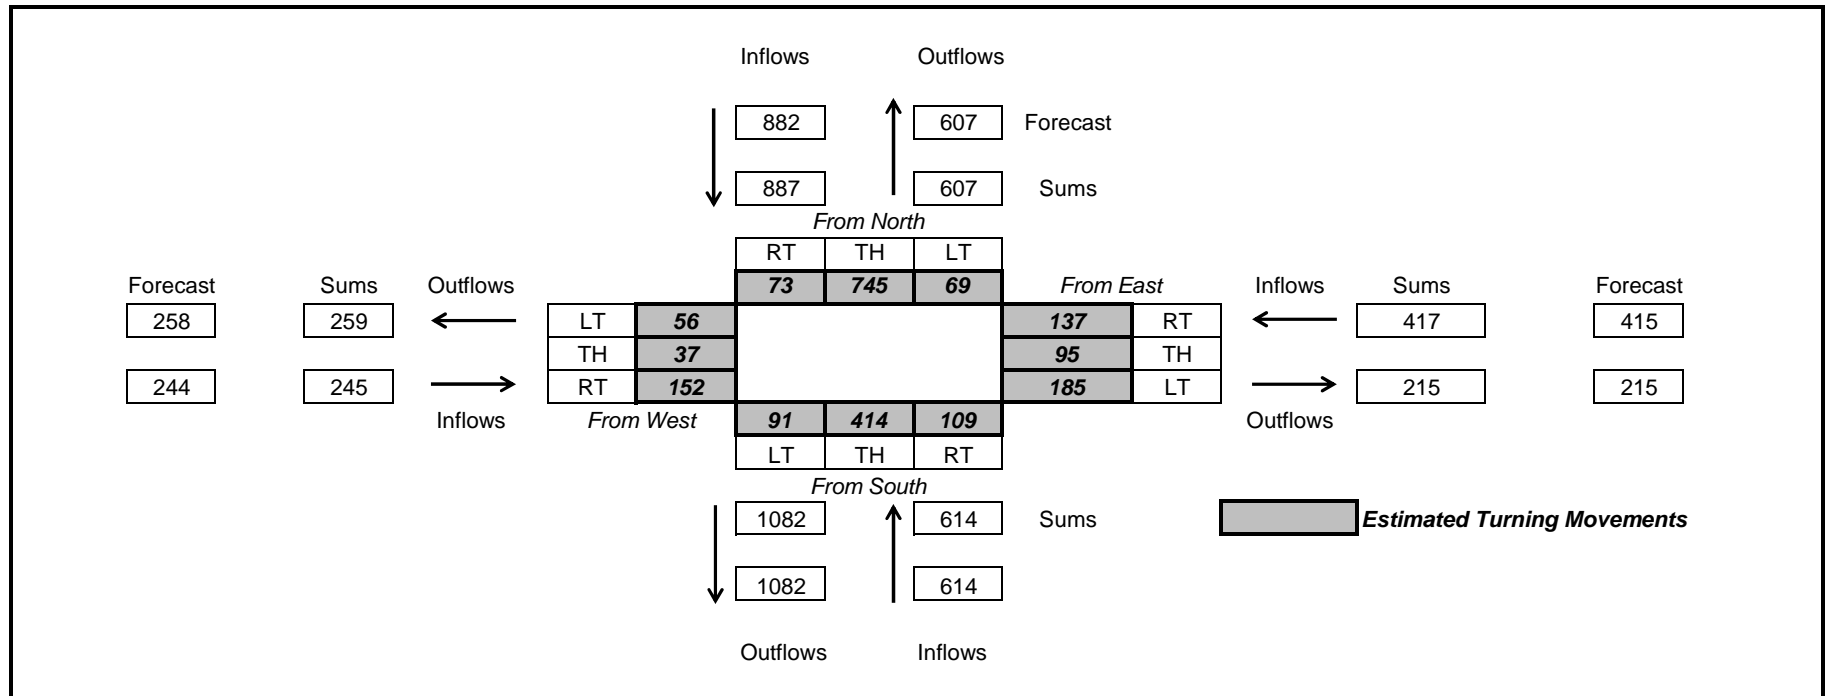 Inflows Outflows
882 607 Forecast
887 607 Sums
From North
RT TH LT
Forecast Sums Outflows 73 745 69 From East Inflows Sums Forecast
258 259 LT 56 137 RT 417 415
TH 37 95 TH
244 245 RT 152 185 LT 215 215
Inflows From West 91 414 109 Outflows
LT TH RT
From South
1082 614 Sums Estimated Turning Movements
1082 614
Outflows Inflows